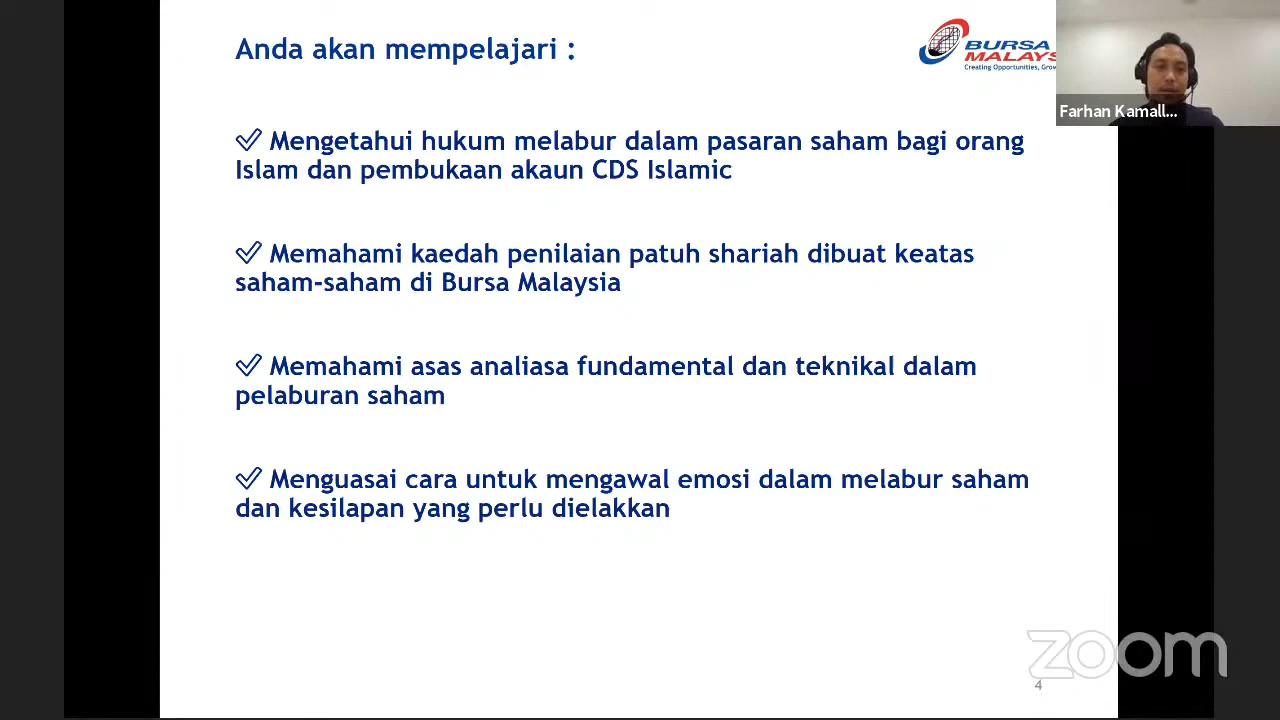 Anda akan mempelajari :
BURSA
MALAYS
Creating Opportunities, Grow
Farhan Kamall...
✓ Mengetahui hukum melabur dalam pasaran saham bagi orang
Islam dan pembukaan akaun CDS Islamic
✓ Memahami kaedah penilaian patuh shariah dibuat keatas
saham-saham di Bursa Malaysia
✓ Memahami asas analiasa fundamental dan teknikal dalam
pelaburan saham
✓ Menguasai cara untuk mengawal emosi dalam melabur saham
dan kesilapan yang perlu dielakkan
zoom
4